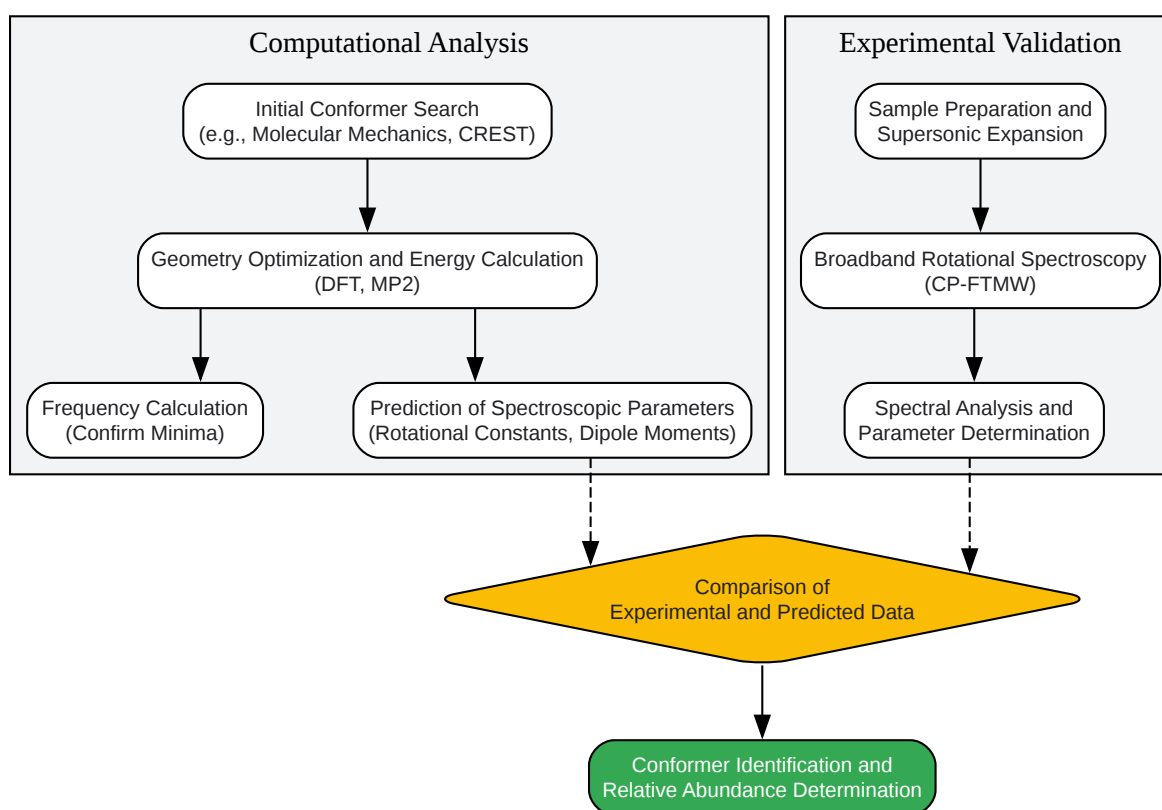 Computational Analysis
Initial Conformer Search
(e.g., Molecular Mechanics, CREST)
Geometry Optimization and Energy Calculation
(DFT, MP2)
Frequency Calculation
(Confirm Minima)
Prediction of Spectroscopic Parameters
(Rotational Constants, Dipole Moments)
Experimental Validation
Sample Preparation and
Supersonic Expansion
Broadband Rotational Spectroscopy
(CP-FTMW)
Spectral Analysis and
Parameter Determination
Comparison of
Experimental and Predicted Data
Conformer Identification and
Relative Abundance Determination